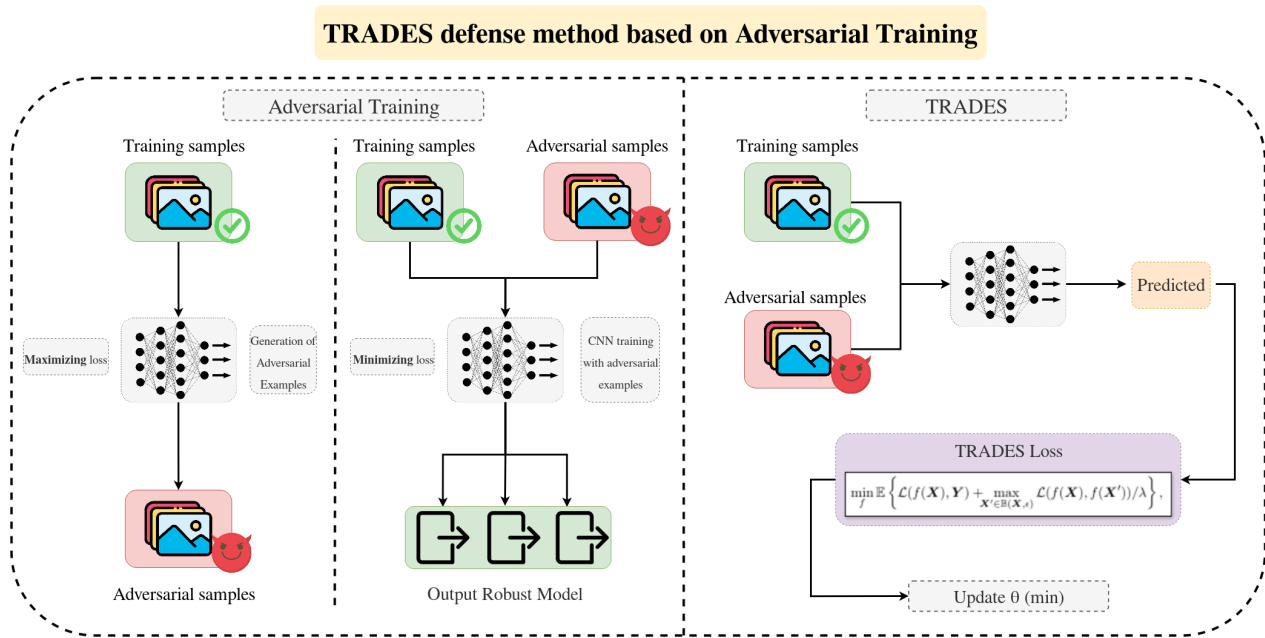 TRADES defense method based on Adversarial Training
Adversarial Training
Training samples
Maximizing loss
Generation of
Adversarial
Examples
Adversarial samples
Training samples
Adversarial samples
Minimizing loss
CNN training
with adversarial
examples
Output Robust Model
TRADES
Training samples
Adversarial samples
Predicted
TRADES Loss
min_f 𝔼 { ℒ(f(X), Y) + max_{X′∈𝔹(X,ε)} ℒ(f(X), f(X′))/λ },
Update θ (min)